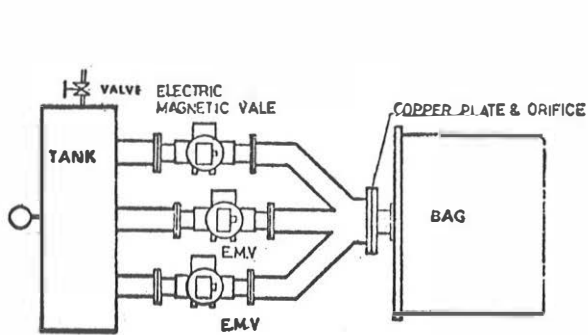 VALVE
ELECTRIC
MAGNETIC VALE
COPPER PLATE & ORIFICE
TANK
BAG
E.M.V
E.M.V